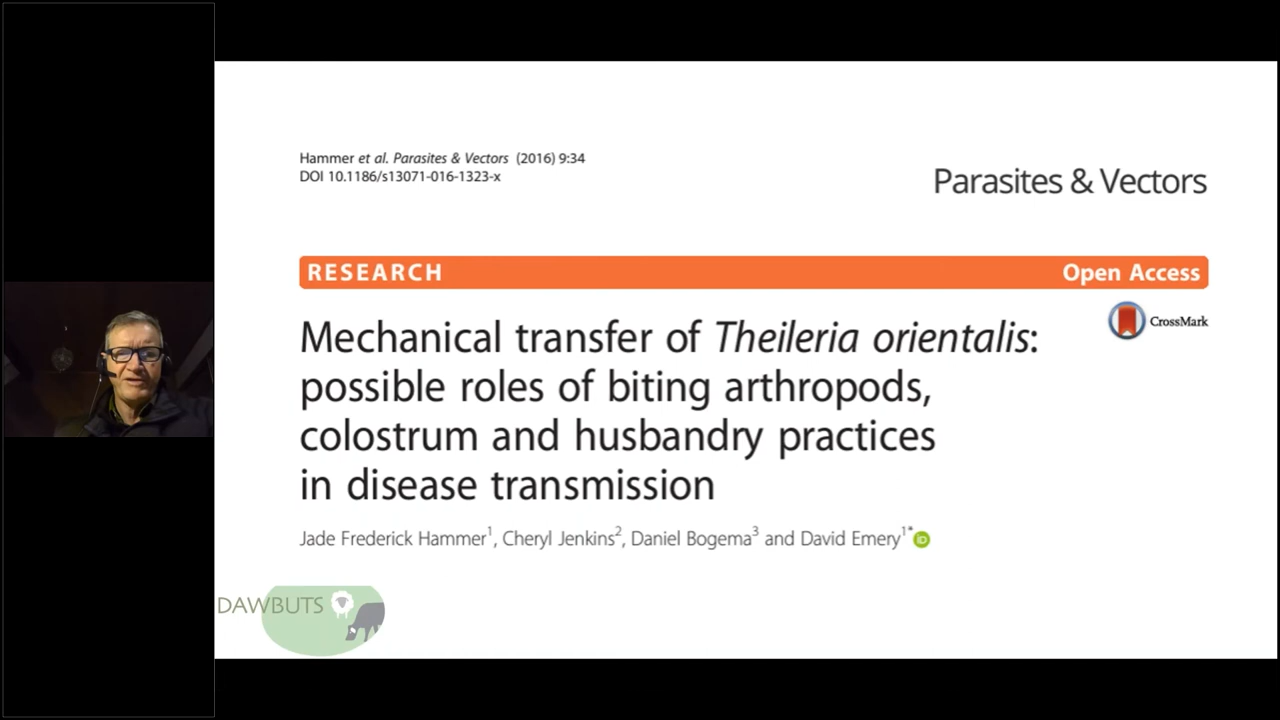 Hammer et al. Parasites & Vectors (2016) 9:34
DOI 10.1186/s13071-016-1323-x
Parasites & Vectors
RESEARCH
Open Access
CrossMark
Mechanical transfer of Theileria orientalis:
possible roles of biting arthropods,
colostrum and husbandry practices
in disease transmission
Jade Frederick Hammer1, Cheryl Jenkins2, Daniel Bogema3 and David Emery1* iD
DAWBUTS